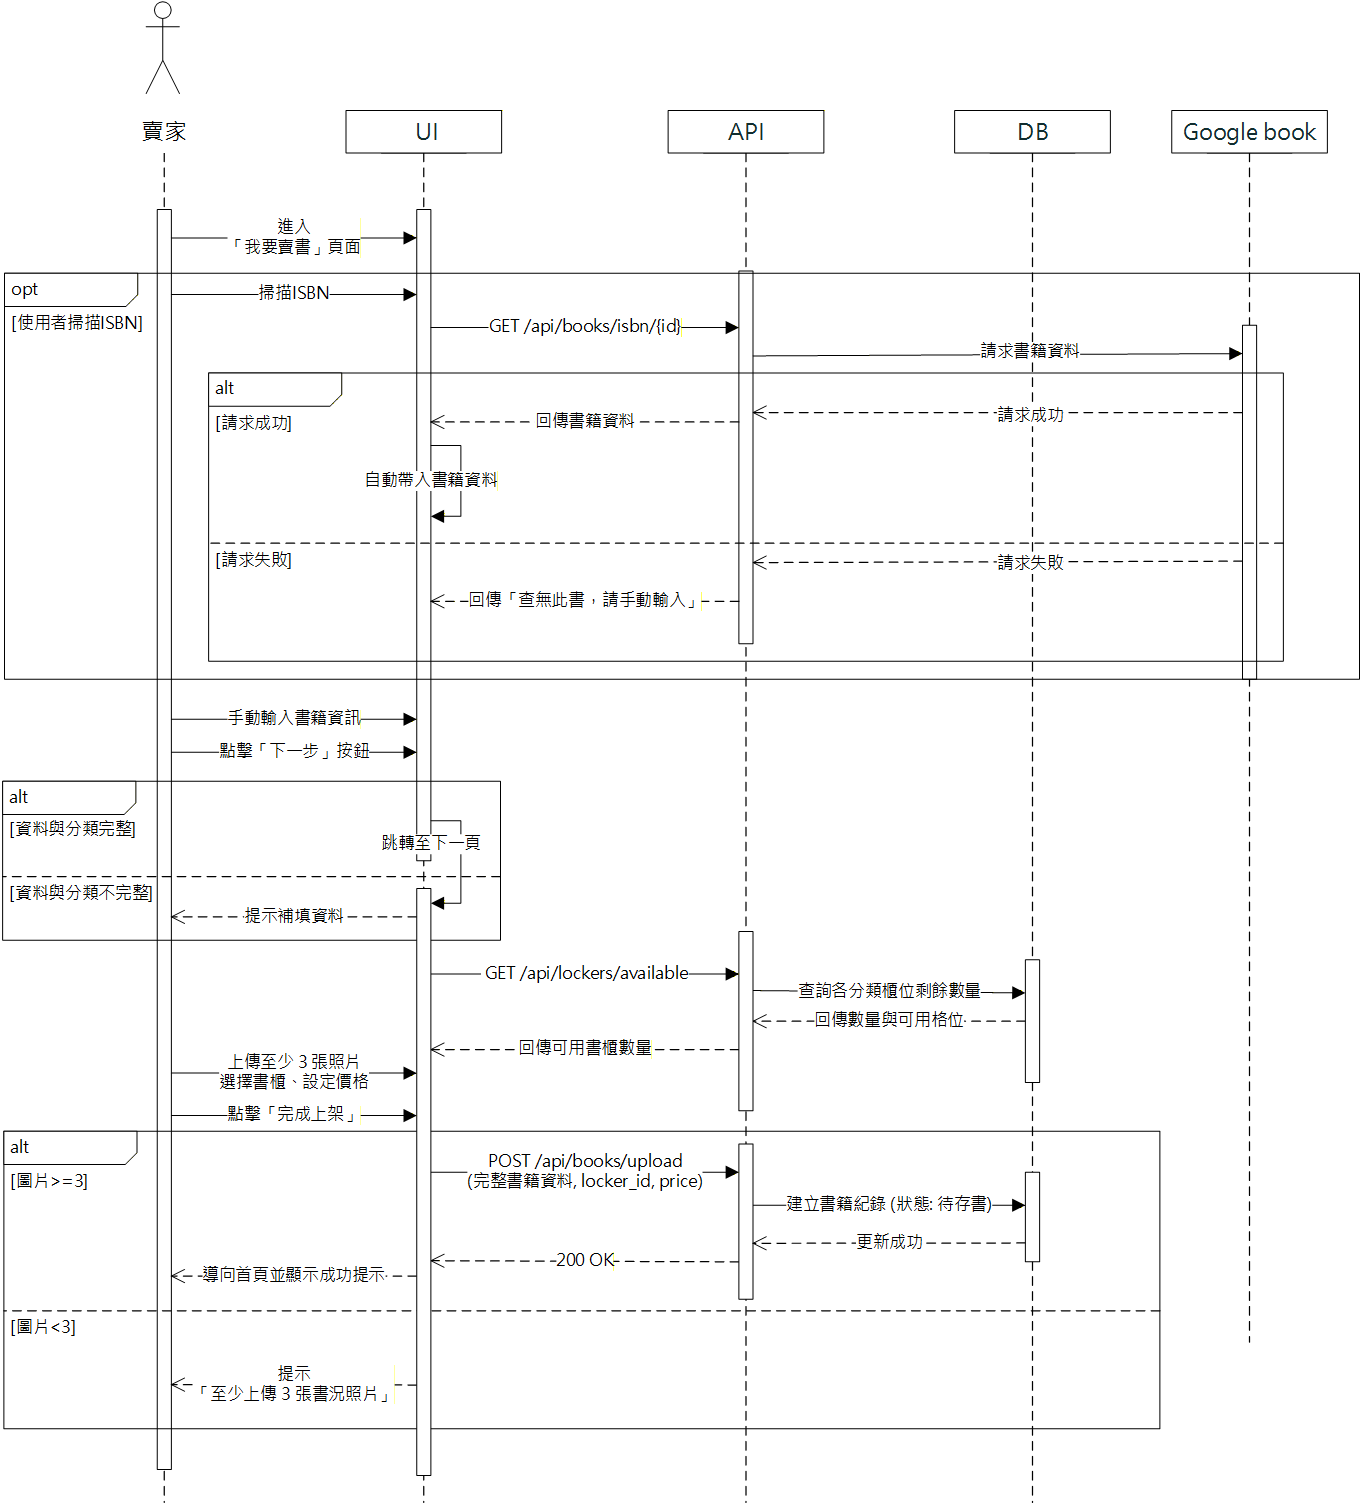 賣家
UI
API
DB
Google book
進入
「我要賣書」頁面
opt
掃描ISBN
[使用者掃描ISBN]
GET /api/books/isbn/{id}
請求書籍資料
alt
[請求成功]
回傳書籍資料
請求成功
自動帶入書籍資料
[請求失敗]
請求失敗
回傳「查無此書，請手動輸入」
手動輸入書籍資訊
點擊「下一步」按鈕
alt
[資料與分類完整]
跳轉至下一頁
[資料與分類不完整]
提示補填資料
GET /api/lockers/available
查詢各分類櫃位剩餘數量
回傳數量與可用格位
回傳可用書櫃數量
上傳至少 3 張照片
選擇書櫃、設定價格
點擊「完成上架」
alt
[圖片>=3]
POST /api/books/upload
(完整書籍資料, locker_id, price)
建立書籍紀錄 (狀態: 待存書)
更新成功
200 OK
導向首頁並顯示成功提示
[圖片<3]
提示
「至少上傳 3 張書況照片」